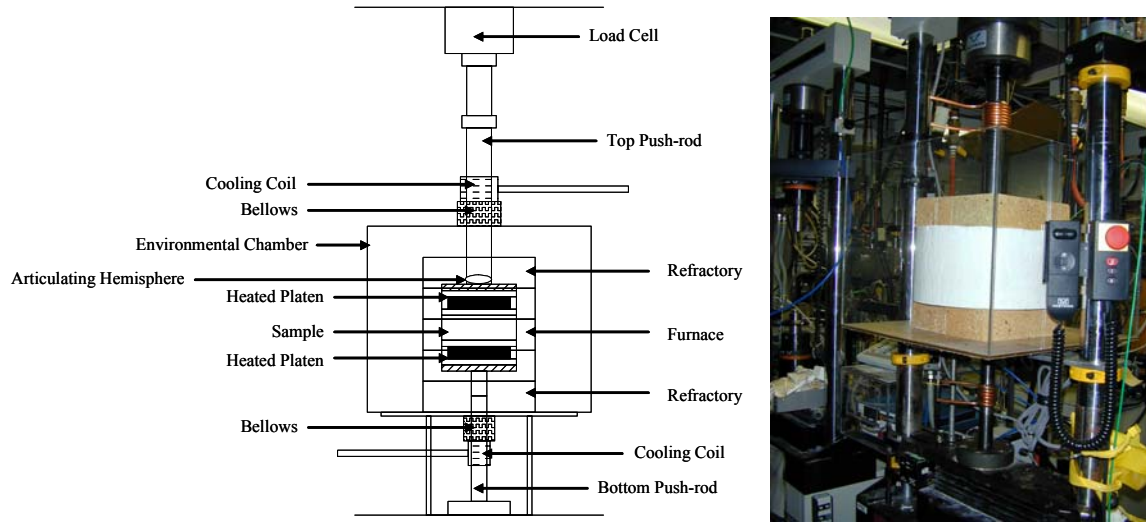 Load Cell
Top Push-rod
Cooling Coil
Bellows
Environmental Chamber
Articulating Hemisphere
Refractory
Heated Platen
Sample
Furnace
Heated Platen
Refractory
Bellows
Cooling Coil
Bottom Push-rod